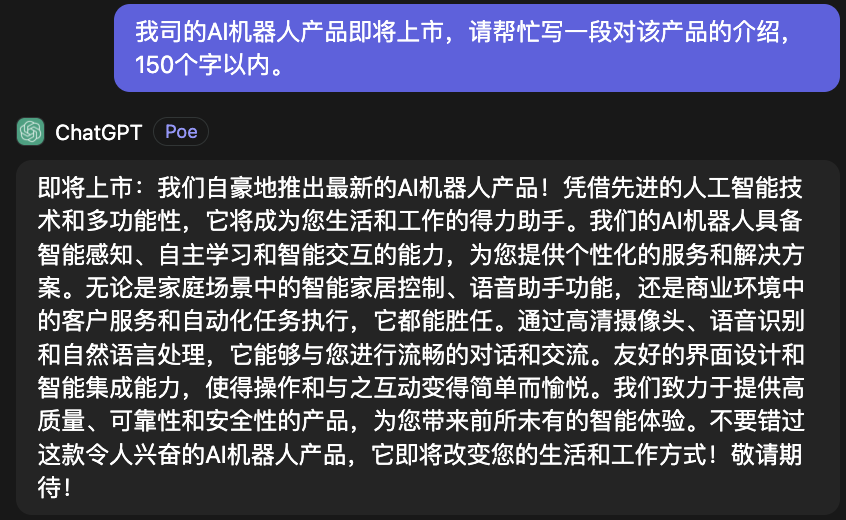 我司的AI机器人产品即将上市，请帮忙写一段对该产品的介绍，
150个字以内。
ChatGPT Poe
即将上市：我们自豪地推出最新的AI机器人产品！凭借先进的人工智能技
术和多功能性，它将成为您生活和工作的得力助手。我们的AI机器人具备
智能感知、自主学习和智能交互的能力，为您提供个性化的服务和解决方
案。无论是家庭场景中的智能家居控制、语音助手功能，还是商业环境中
的客户服务和自动化任务执行，它都能胜任。通过高清摄像头、语音识别
和自然语言处理，它能够与您进行流畅的对话和交流。友好的界面设计和
智能集成能力，使得操作和与之互动变得简单而愉悦。我们致力于提供高
质量、可靠性和安全性的产品，为您带来前所未有的智能体验。不要错过
这款令人兴奋的AI机器人产品，它即将改变您的生活和工作方式！敬请期
待！